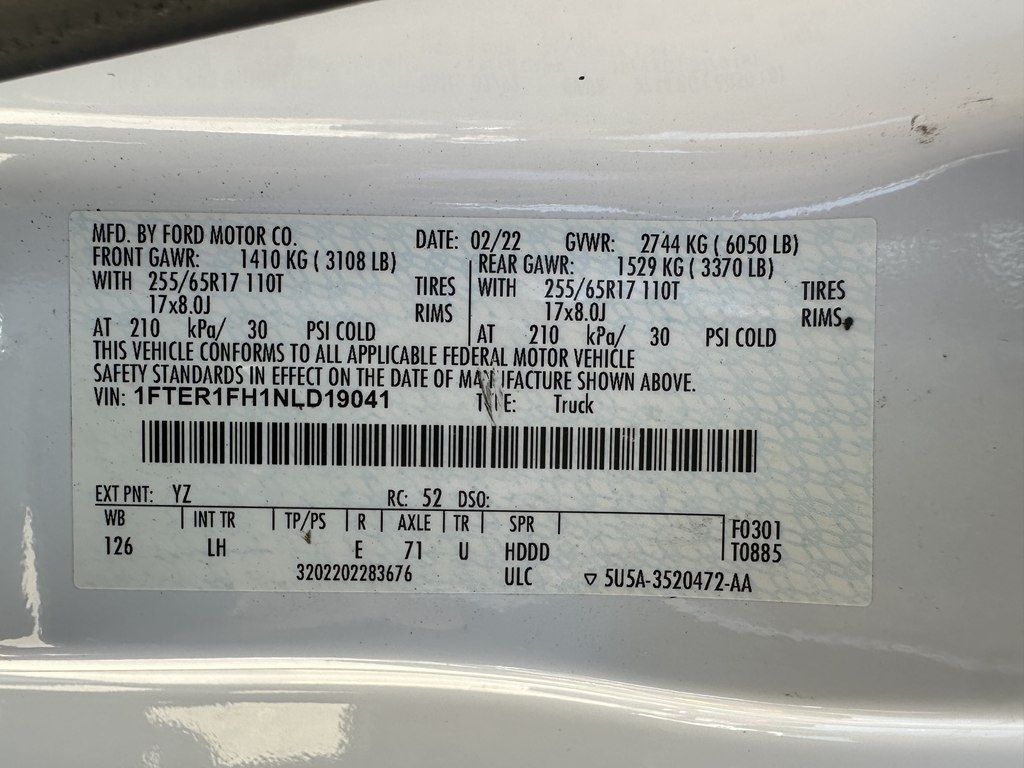 MFD. BY FORD MOTOR CO. DATE: 02/22 GVWR: 2744 KG ( 6050 LB)
FRONT GAWR: 1410 KG ( 3108 LB) REAR GAWR: 1529 KG ( 3370 LB)
WITH 255/65R17 110T TIRES WITH 255/65R17 110T TIRES
17x8.0J RIMS 17x8.0J RIMS
AT 210 kPa/ 30 PSI COLD AT 210 kPa/ 30 PSI COLD
THIS VEHICLE CONFORMS TO ALL APPLICABLE FEDERAL MOTOR VEHICLE
SAFETY STANDARDS IN EFFECT ON THE DATE OF MANUFACTURE SHOWN ABOVE.
VIN: 1FTER1FH1NLD19041 TYPE: Truck
EXT PNT: YZ RC: 52 DSO:
WB INT TR TP/PS R AXLE TR SPR F0301
126 LH E 71 U HDDD T0885
3202202283676 ULC ▽ 5U5A-3520472-AA